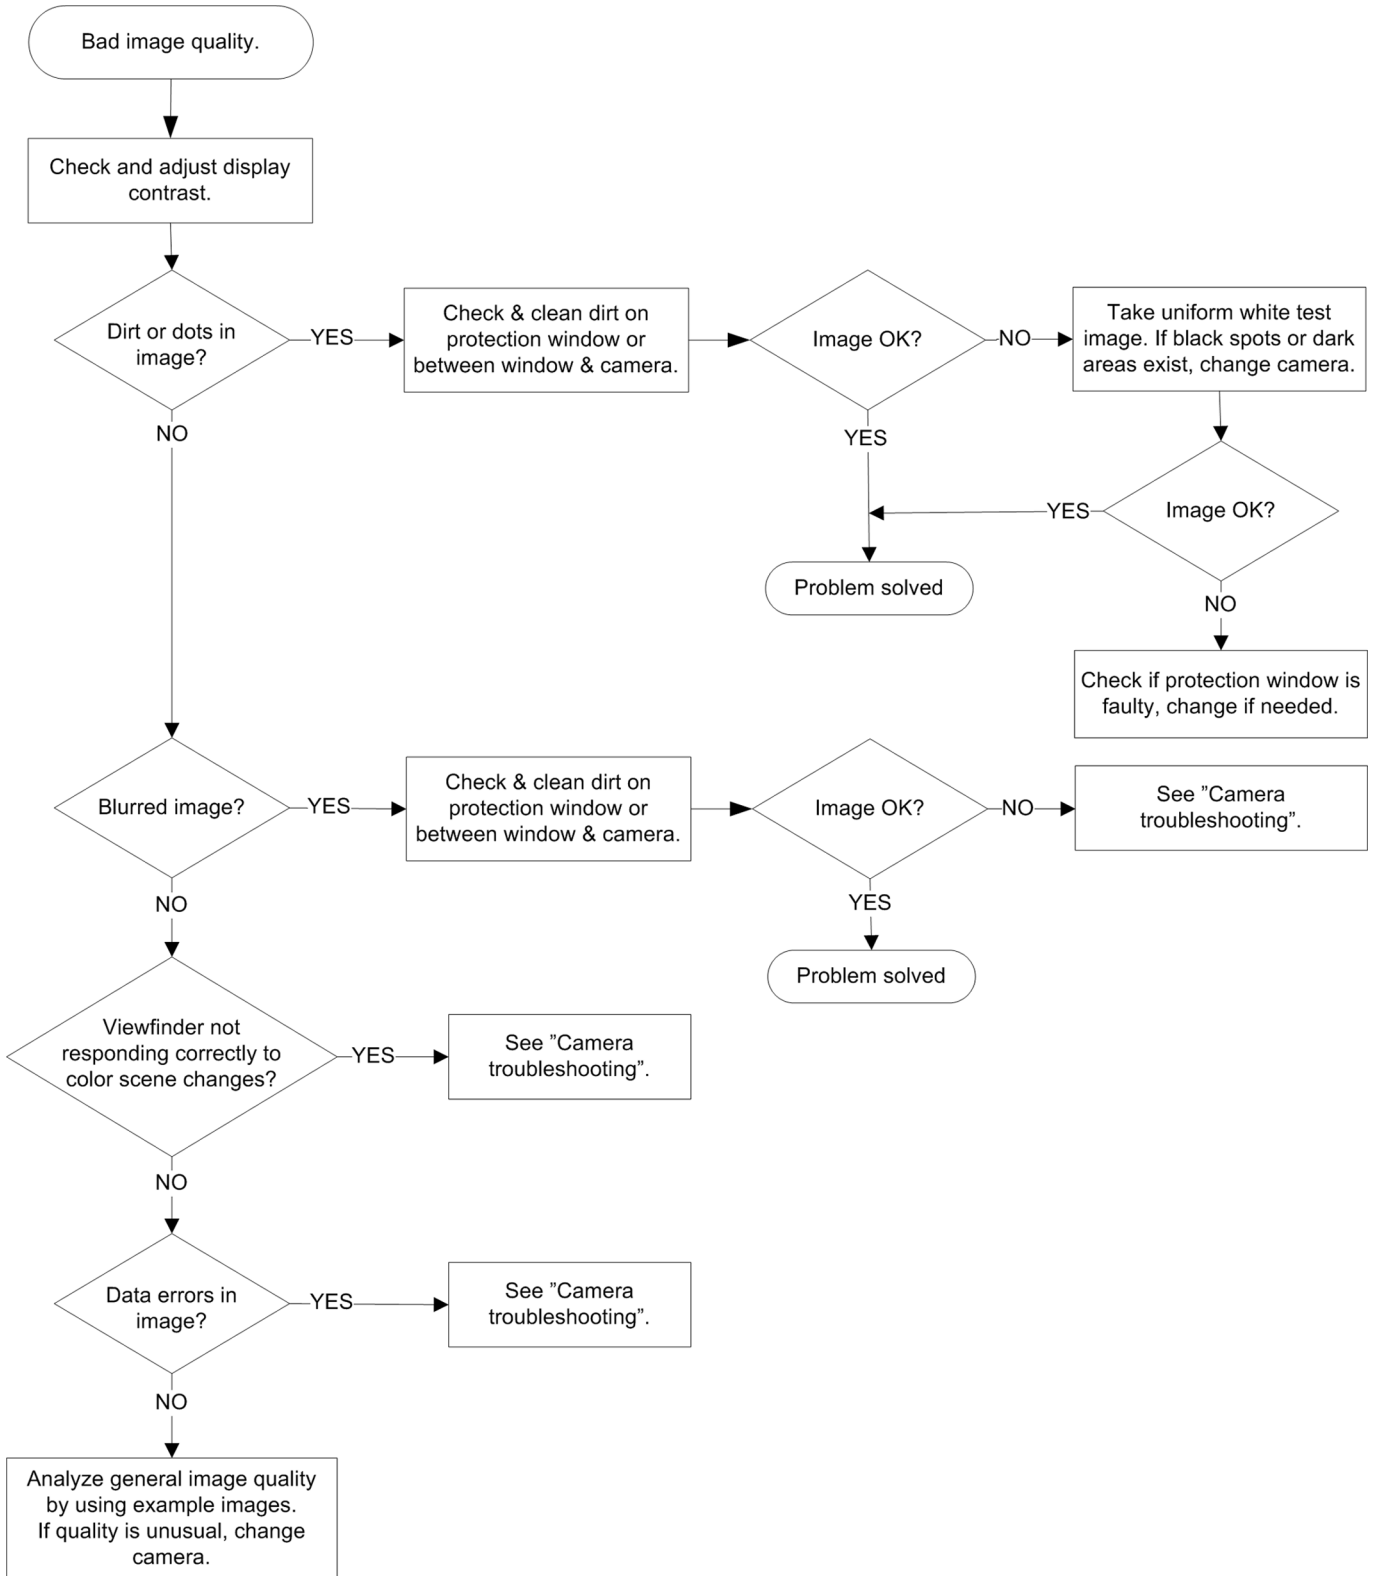 Bad image quality.
Check and adjust display
contrast.
Dirt or dots in
image?
YES
Check & clean dirt on
protection window or
between window & camera.
Image OK?
NO
Take uniform white test
image. If black spots or dark
areas exist, change camera.
NO
YES
YES
Image OK?
Problem solved
NO
Check if protection window is
faulty, change if needed.
Blurred image?
YES
Check & clean dirt on
protection window or
between window & camera.
Image OK?
NO
See ”Camera
troubleshooting”.
NO
YES
Problem solved
Viewfinder not
responding correctly to
color scene changes?
YES
See ”Camera
troubleshooting”.
NO
Data errors in
image?
YES
See ”Camera
troubleshooting”.
NO
Analyze general image quality
by using example images.
If quality is unusual, change
camera.